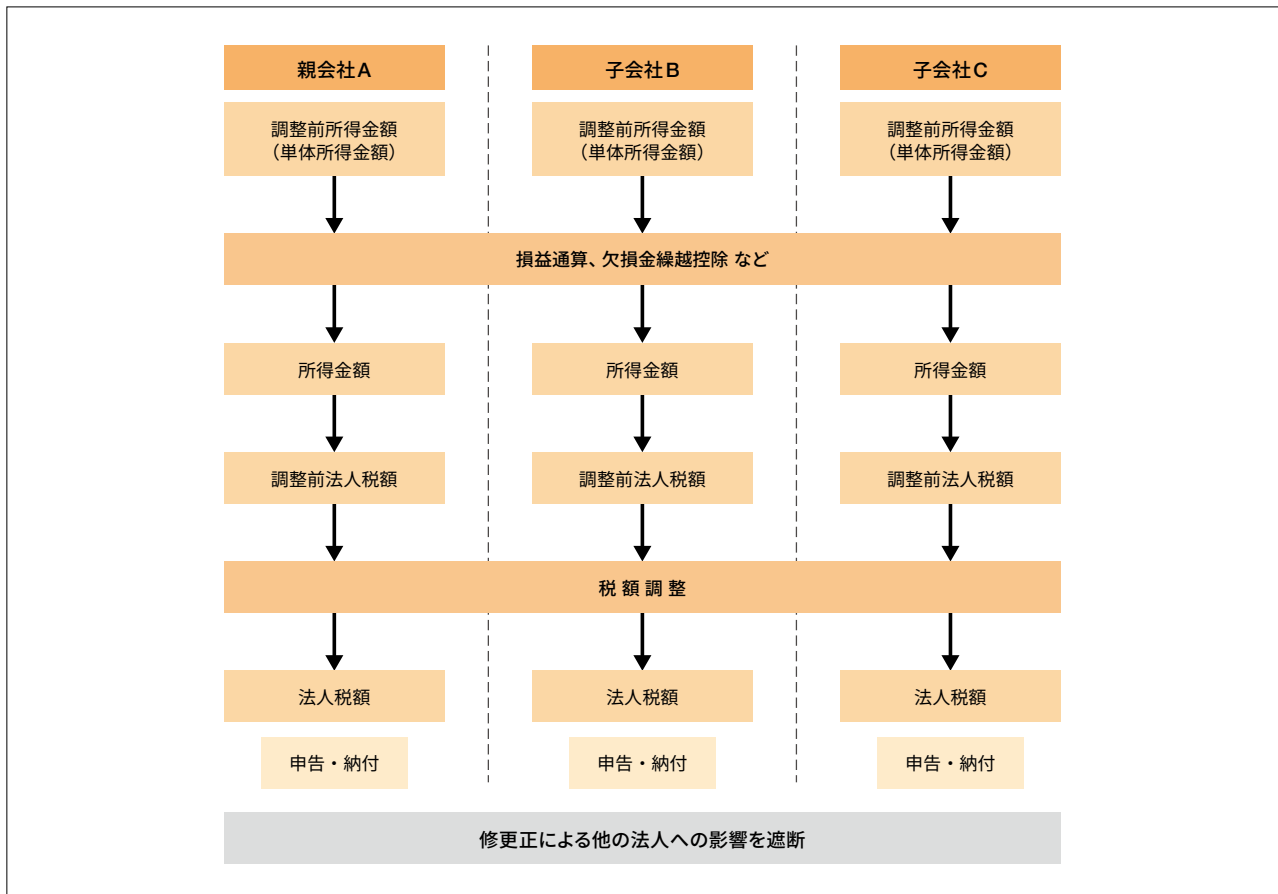 親会社A
子会社B
子会社C
調整前所得金額
（単体所得金額）
調整前所得金額
（単体所得金額）
調整前所得金額
（単体所得金額）
損益通算、欠損金繰越控除 など
所得金額
所得金額
所得金額
調整前法人税額
調整前法人税額
調整前法人税額
税額調整
法人税額
法人税額
法人税額
申告・納付
申告・納付
申告・納付
修更正による他の法人への影響を遮断